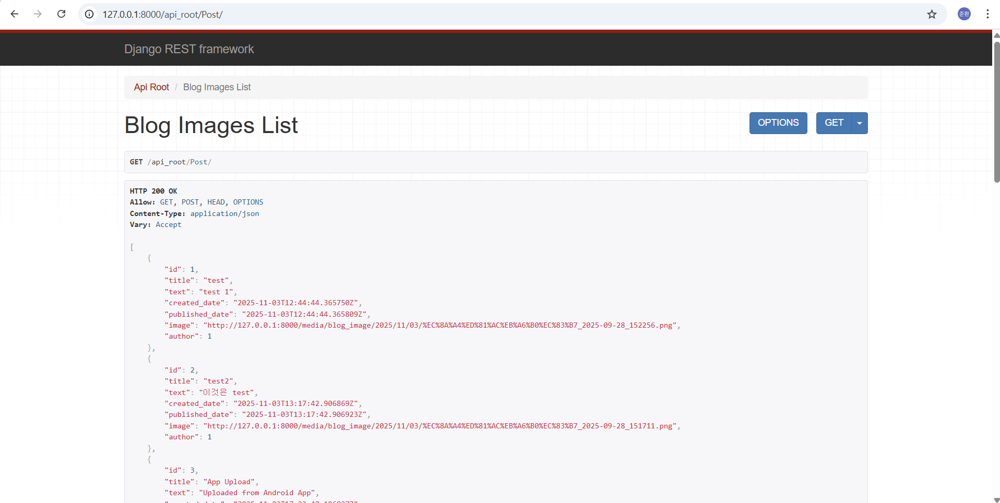 127.0.0.1:8000/api_root/Post/
준환
Django REST framework
Api Root / Blog Images List
Blog Images List
OPTIONS
GET
GET /api_root/Post/
HTTP 200 OK
Allow: GET, POST, HEAD, OPTIONS
Content-Type: application/json
Vary: Accept
[
{
"id": 1,
"title": "test",
"text": "test 1",
"created_date": "2025-11-03T12:44:44.365750Z",
"published_date": "2025-11-03T12:44:44.365809Z",
"image": "http://127.0.0.1:8000/media/blog_image/2025/11/03/%EC%8A%A4%ED%81%AC%EB%A6%B0%EC%83%B7_2025-09-28_152256.png",
"author": 1
},
{
"id": 2,
"title": "test2",
"text": "이것은 test",
"created_date": "2025-11-03T13:17:42.906869Z",
"published_date": "2025-11-03T13:17:42.906923Z",
"image": "http://127.0.0.1:8000/media/blog_image/2025/11/03/%EC%8A%A4%ED%81%AC%EB%A6%B0%EC%83%B7_2025-09-28_151711.png",
"author": 1
},
{
"id": 3,
"title": "App Upload",
"text": "Uploaded from Android App",